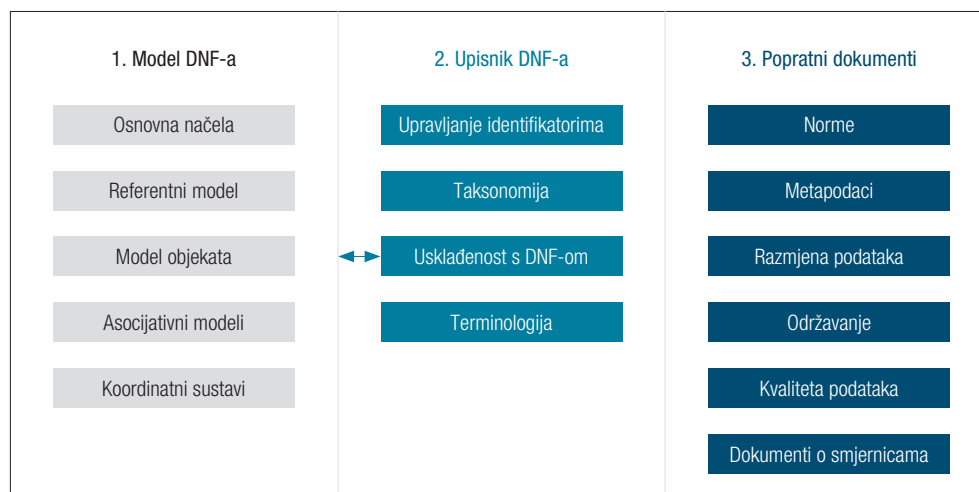 1. Model DNF-a
Osnovna načela
Referentni model
Model objekata
Asocijativni modeli
Koordinatni sustavi
2. Upisnik DNF-a
Upravljanje identifikatorima
Taksonomija
Usklađenost s DNF-om
Terminologija
3. Popratni dokumenti
Norme
Metapodaci
Razmjena podataka
Održavanje
Kvaliteta podataka
Dokumenti o smjernicama